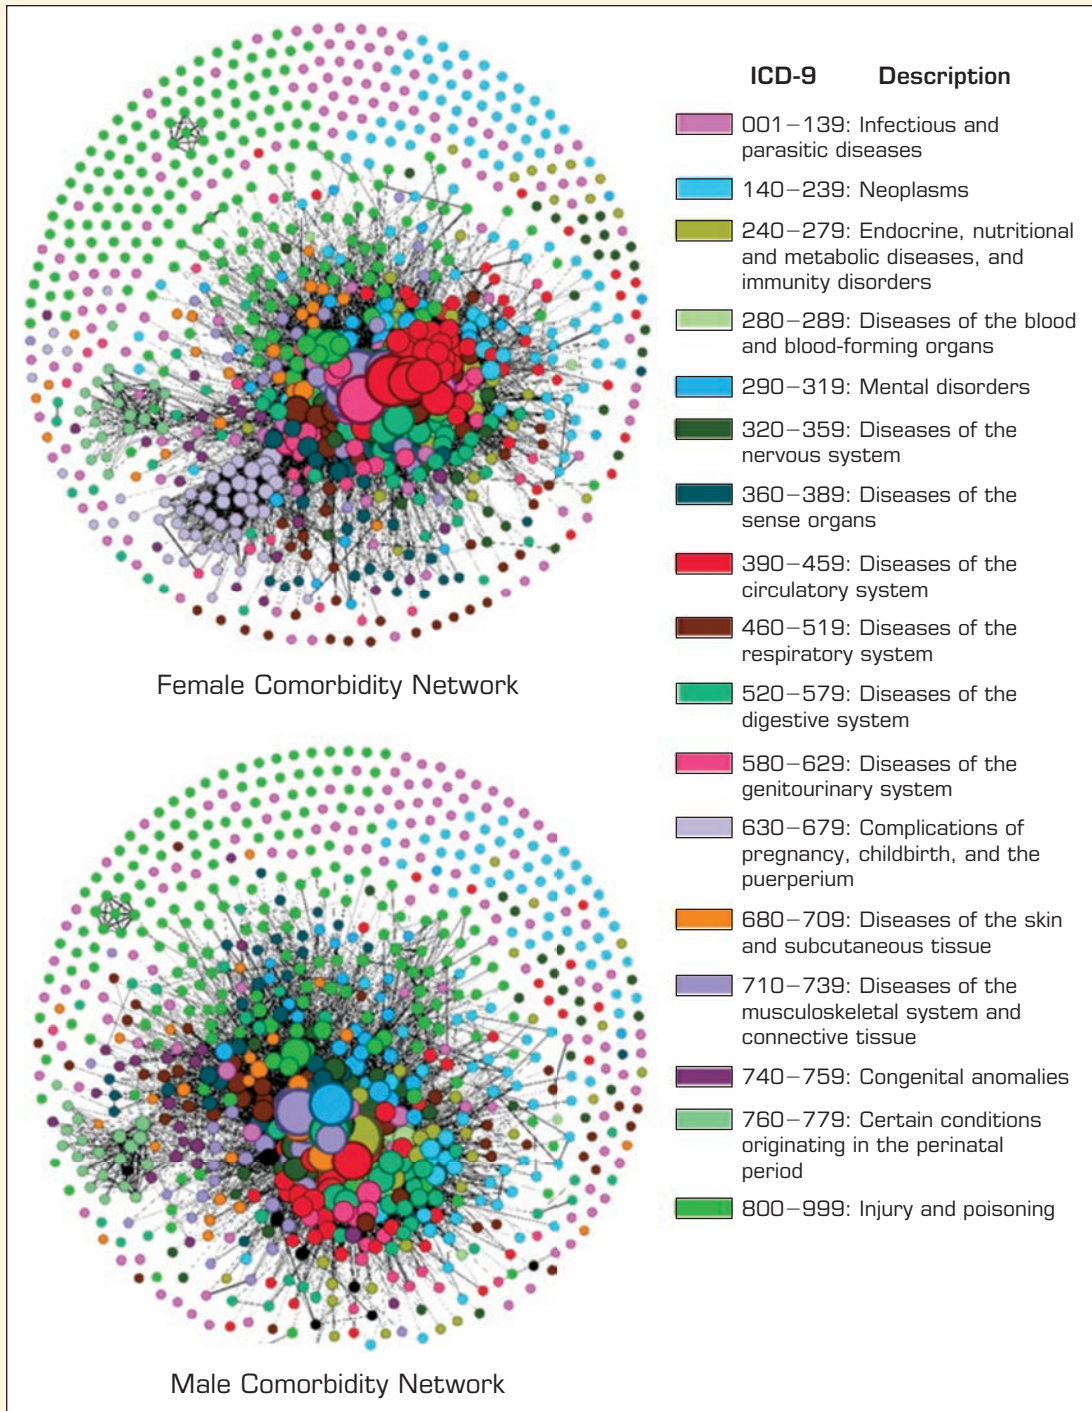 ICD-9 Description
001–139: Infectious and
parasitic diseases
140–239: Neoplasms
240–279: Endocrine, nutritional
and metabolic diseases, and
immunity disorders
280–289: Diseases of the blood
and blood-forming organs
290–319: Mental disorders
320–359: Diseases of the
nervous system
360–389: Diseases of the
sense organs
390–459: Diseases of the
circulatory system
460–519: Diseases of the
respiratory system
520–579: Diseases of the
digestive system
580–629: Diseases of the
genitourinary system
630–679: Complications of
pregnancy, childbirth, and the
puerperium
680–709: Diseases of the skin
and subcutaneous tissue
710–739: Diseases of the
musculoskeletal system and
connective tissue
740–759: Congenital anomalies
760–779: Certain conditions
originating in the perinatal
period
800–999: Injury and poisoning
Female Comorbidity Network
Male Comorbidity Network